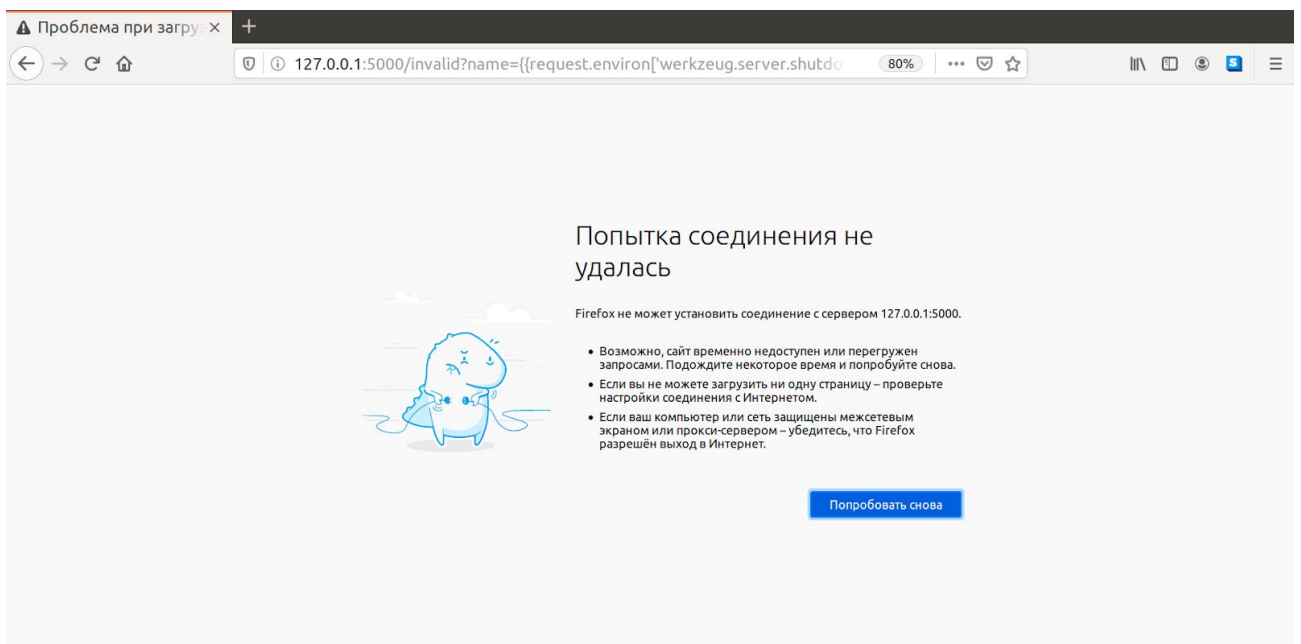 Проблема при загру
127.0.0.1:5000/invalid?name={{request.environ['werkzeug.server.shutdo
80%
S
Попытка соединения не
удалась
Firefox не может установить соединение с сервером 127.0.0.1:5000.
• Возможно, сайт временно недоступен или перегружен
запросами. Подождите некоторое время и попробуйте снова.
• Если вы не можете загрузить ни одну страницу – проверьте
настройки соединения с Интернетом.
• Если ваш компьютер или сеть защищены межсетевым
экраном или прокси-сервером – убедитесь, что Firefox
разрешён выход в Интернет.
Попробовать снова